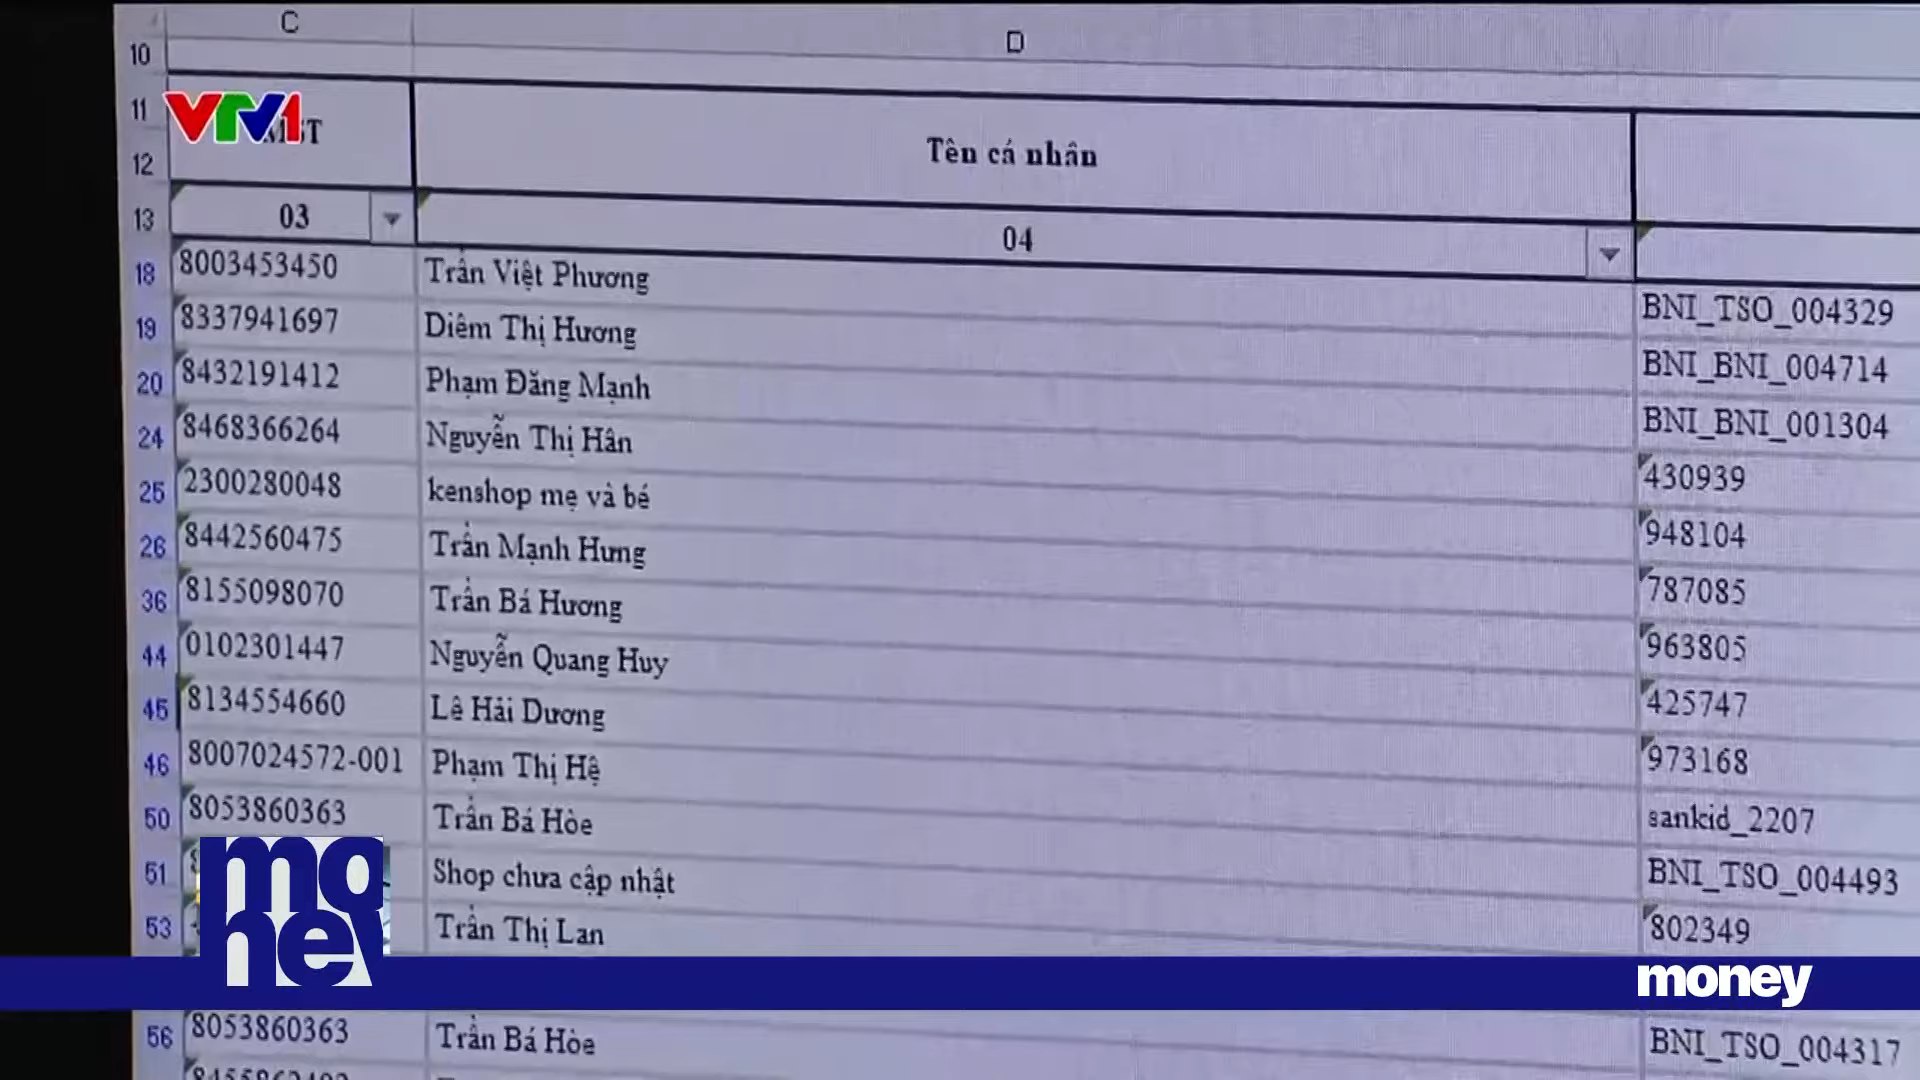 C D
10
11 VTV1
12 Tên cá nhân
13 03 04
18 8003453450 Trần Việt Phương BNI_TSO_004329
19 8337941697 Diêm Thị Hương BNI_BNI_004714
20 8432191412 Phạm Đăng Mạnh BNI_BNI_001304
24 8468366264 Nguyễn Thị Hân 430939
25 2300280048 kenshop mẹ và bé 948104
26 8442560475 Trần Mạnh Hưng 787085
36 8155098070 Trần Bá Hương 963805
44 0102301447 Nguyễn Quang Huy 425747
45 8134554660 Lê Hải Dương 973168
46 8007024572-001 Phạm Thị Hệ sankid_2207
50 8053860363 Trần Bá Hòe BNI_TSO_004493
51 Shop chưa cập nhật 802349
53 Trần Thị Lan
money
money
56 8053860363 Trần Bá Hòe BNI_TSO_004317